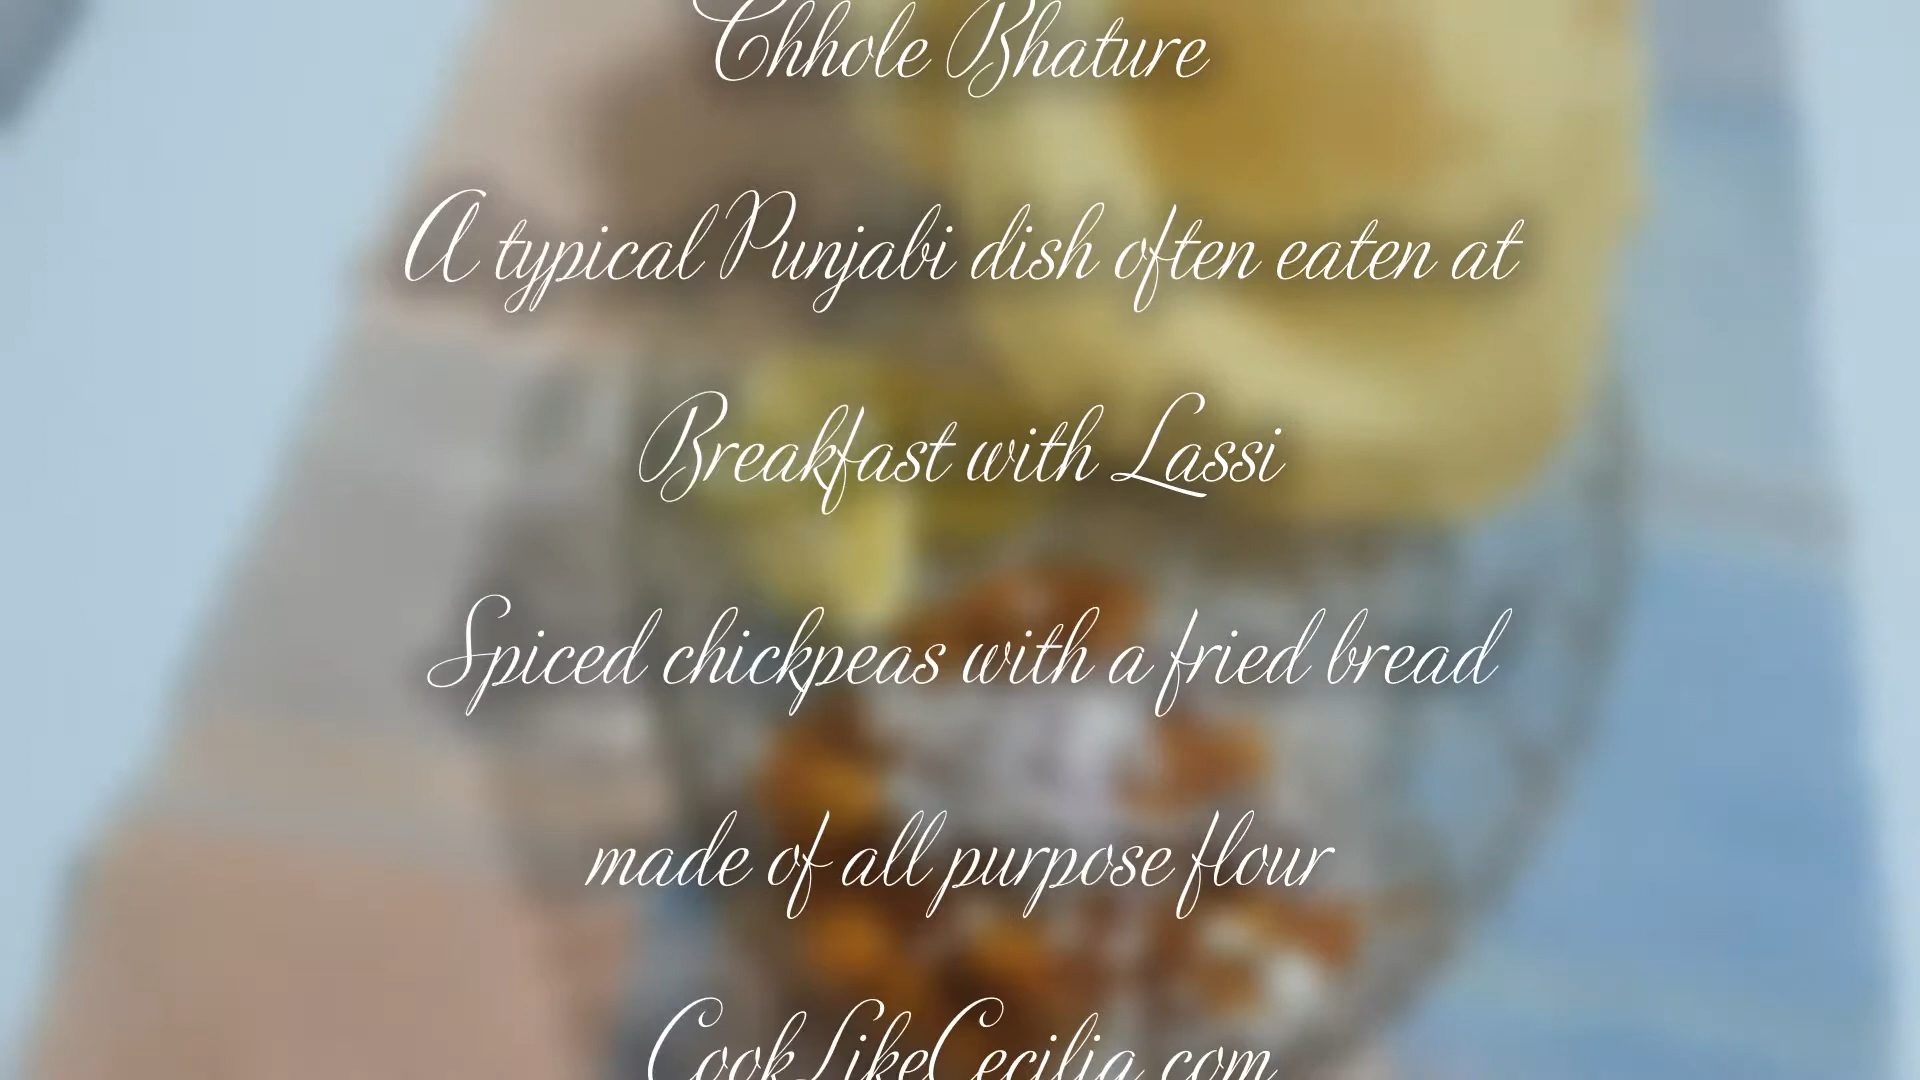 Chhole Bhature
A typical Punjabi dish often eaten at
Breakfast with Lassi
Spiced chickpeas with a fried bread
made of all purpose flour
CookLikeCecilia.com